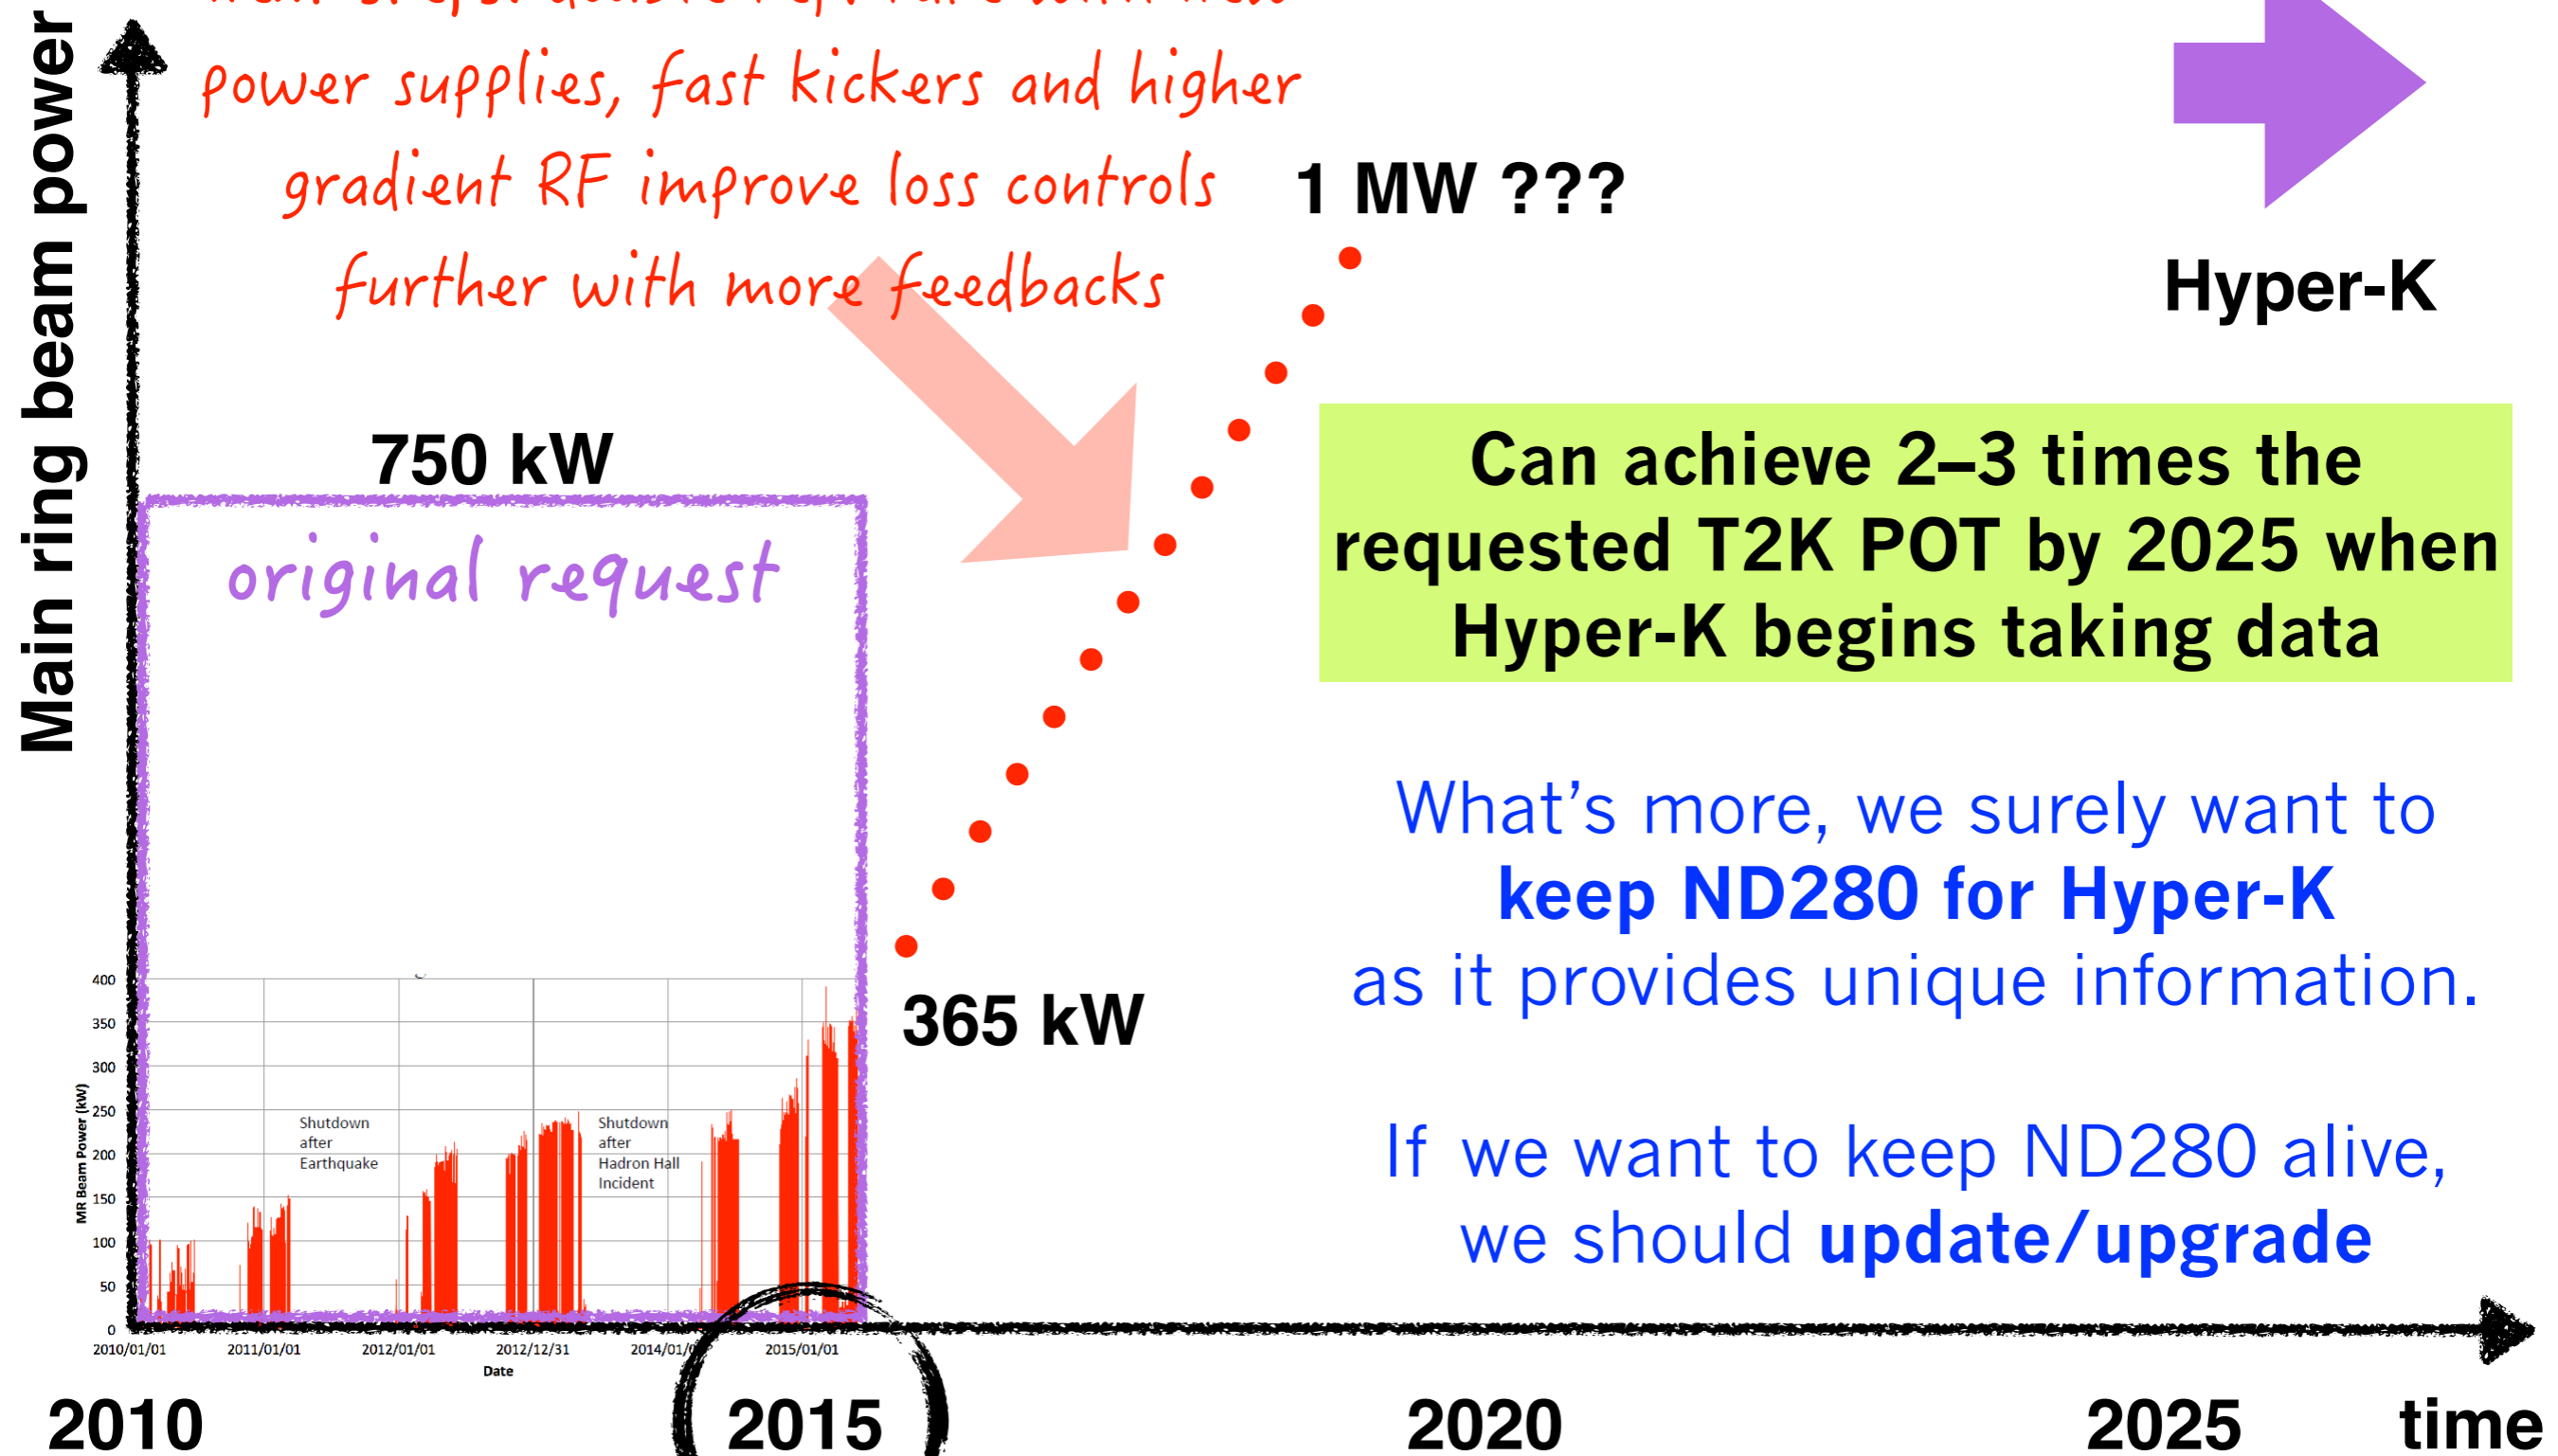 power supplies, fast kickers and higher
gradient RF improve loss controls
further with more feedbacks
Main ring beam power
1 MW ???
Hyper-K
750 kW
original request
Can achieve 2–3 times the
requested T2K POT by 2025 when
Hyper-K begins taking data
What's more, we surely want to
keep ND280 for Hyper-K
as it provides unique information.
365 kW
If we want to keep ND280 alive,
we should update/upgrade
400
350
300
250
200
150
100
50
0
MR Beam Power (kW)
Shutdown
after
Earthquake
Shutdown
after
Hadron Hall
Incident
2010/01/01 2011/01/01 2012/01/01 2012/12/31 2014/01/0 2015/01/01
Date
2010 2015 2020 2025 time